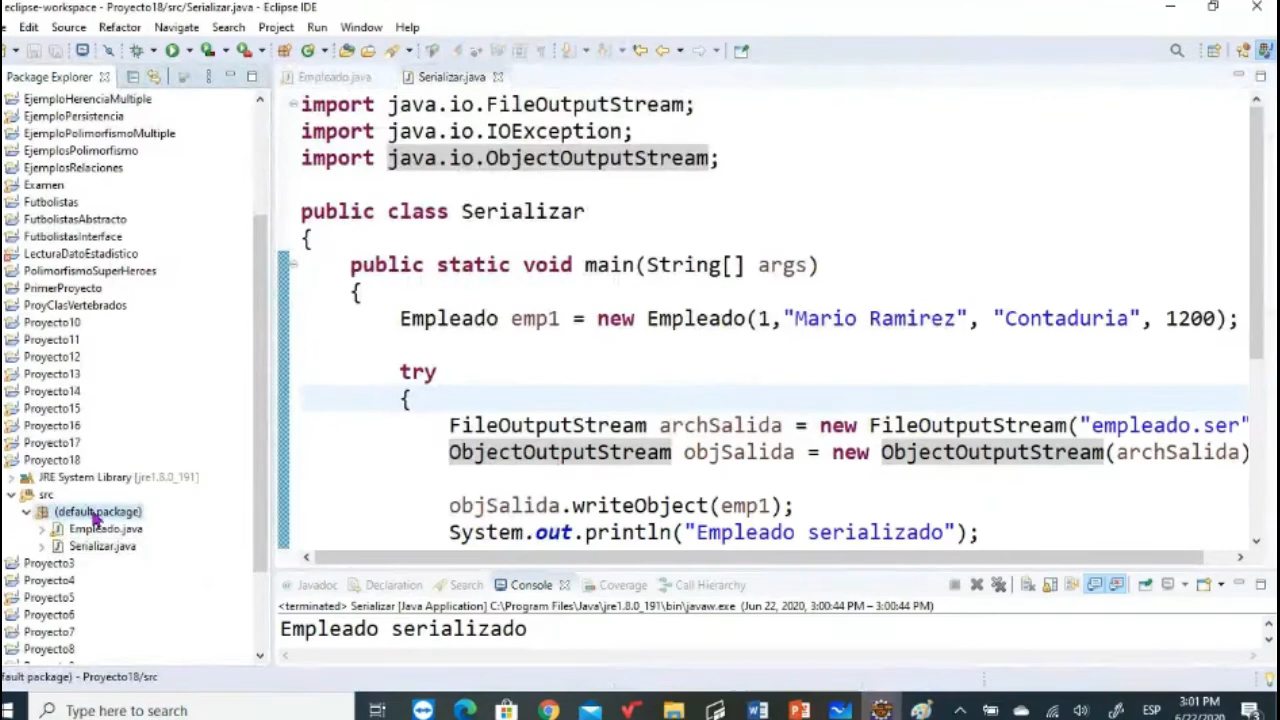 eclipse-workspace - Proyecto18/src/Serializar.java - Eclipse IDE
Edit Source Refactor Navigate Search Project Run Window Help
Package Explorer
Empleado.java
Serializar.java
EjemploHerenciaMultiple
EjemploPersistencia
EjemploPolimorfismoMultiple
EjemplosPolimorfismo
EjemplosRelaciones
Examen
Futbolistas
FutbolistasAbstracto
FutbolistasInterface
LecturaDatoEstadistico
PolimorfismoSuperHeroes
PrimerProyecto
ProyClasVertebrados
Proyecto10
Proyecto11
Proyecto12
Proyecto13
Proyecto14
Proyecto15
Proyecto16
Proyecto17
Proyecto18
JRE System Library [jre1.8.0_191]
src
(default package)
Empleado.java
Serializar.java
Proyecto3
Proyecto4
Proyecto5
Proyecto6
Proyecto7
Proyecto8
import java.io.FileOutputStream;
import java.io.IOException;
import java.io.ObjectOutputStream;
public class Serializar
{
public static void main(String[] args)
{
Empleado emp1 = new Empleado(1,"Mario Ramirez", "Contaduria", 1200);
try
{
FileOutputStream archSalida = new FileOutputStream("empleado.ser"
ObjectOutputStream objSalida = new ObjectOutputStream(archSalida)
objSalida.writeObject(emp1);
System.out.println("Empleado serializado");
Javadoc Declaration Search Console Coverage Call Hierarchy
<terminated> Serializar [Java Application] C:\Program Files\Java\jre1.8.0_191\bin\javaw.exe (Jun 22, 2020, 3:00:44 PM – 3:00:44 PM)
Empleado serializado
fault package) - Proyecto18/src
Type here to search
ESP
3:01 PM
6/22/2020